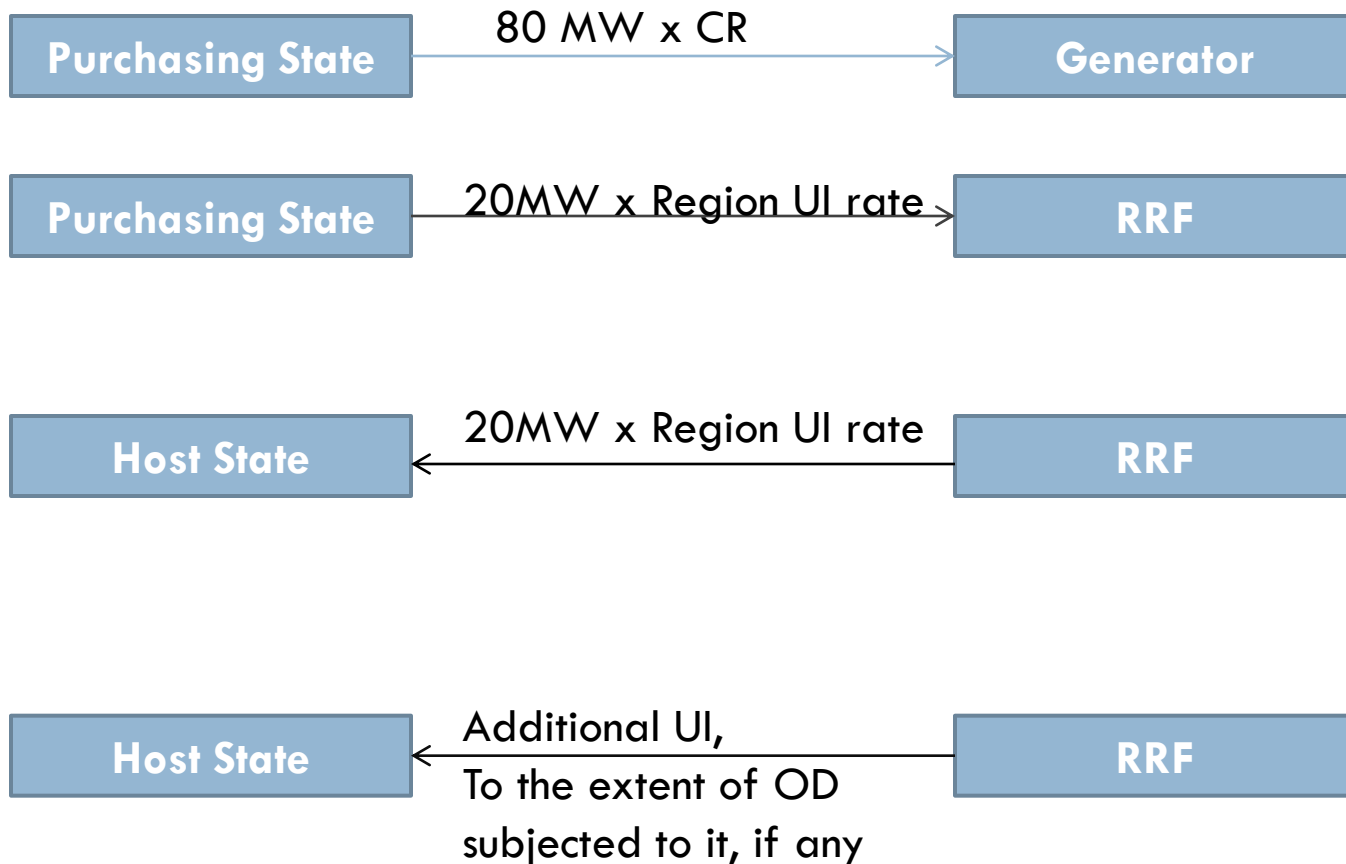 80 MW x CR
Purchasing State
Generator
20MW x Region UI rate
Purchasing State
RRF
20MW x Region UI rate
Host State
RRF
Additional UI,
Host State
RRF
To the extent of OD
subjected to it, if any